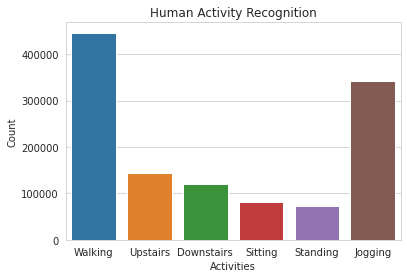 Human Activity Recognition
Count
400000
300000
200000
100000
0
Walking Upstairs Downstairs Sitting Standing Jogging
Activities